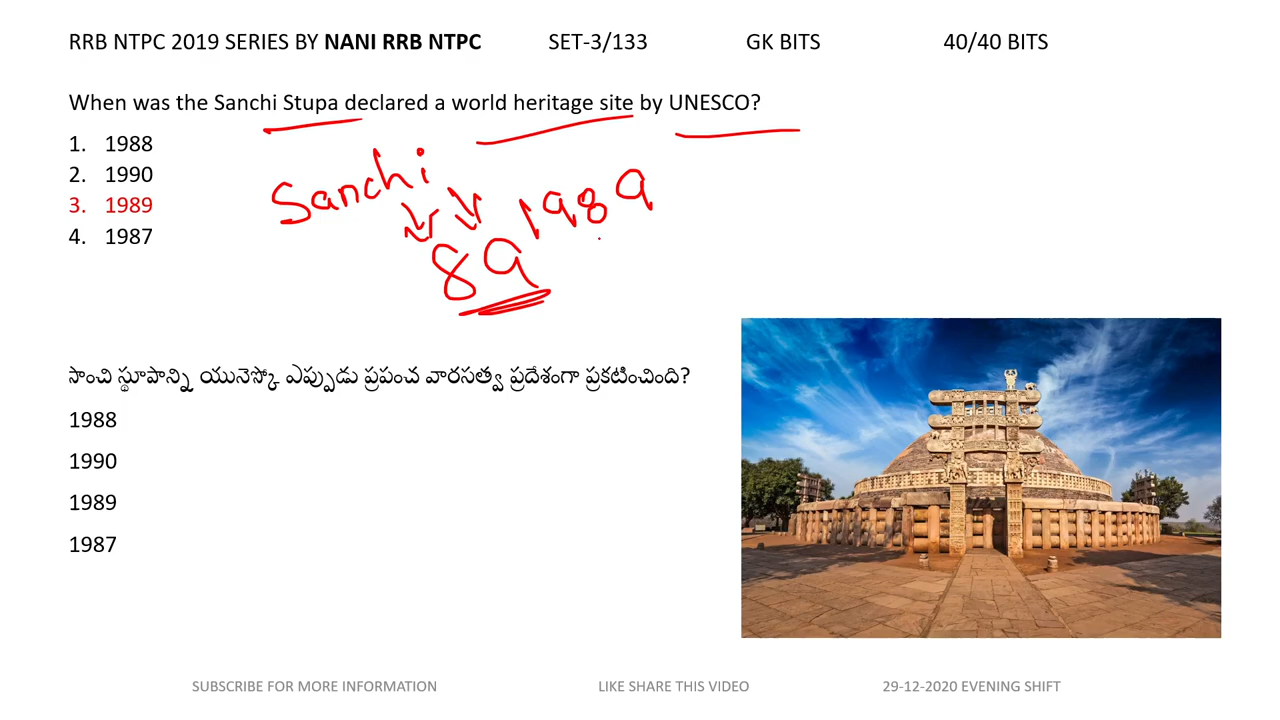 RRB NTPC 2019 SERIES BY NANI RRB NTPC SET-3/133 GK BITS 40/40 BITS
When was the Sanchi Stupa declared a world heritage site by UNESCO?
1. 1988
2. 1990
3. 1989
4. 1987
Sanchi
1989
89
సాంచి స్థూపాన్ని యునెస్కో ఎప్పుడు ప్రపంచ వారసత్వ ప్రదేశంగా ప్రకటించింది?
1988
1990
1989
1987
SUBSCRIBE FOR MORE INFORMATION LIKE SHARE THIS VIDEO 29-12-2020 EVENING SHIFT